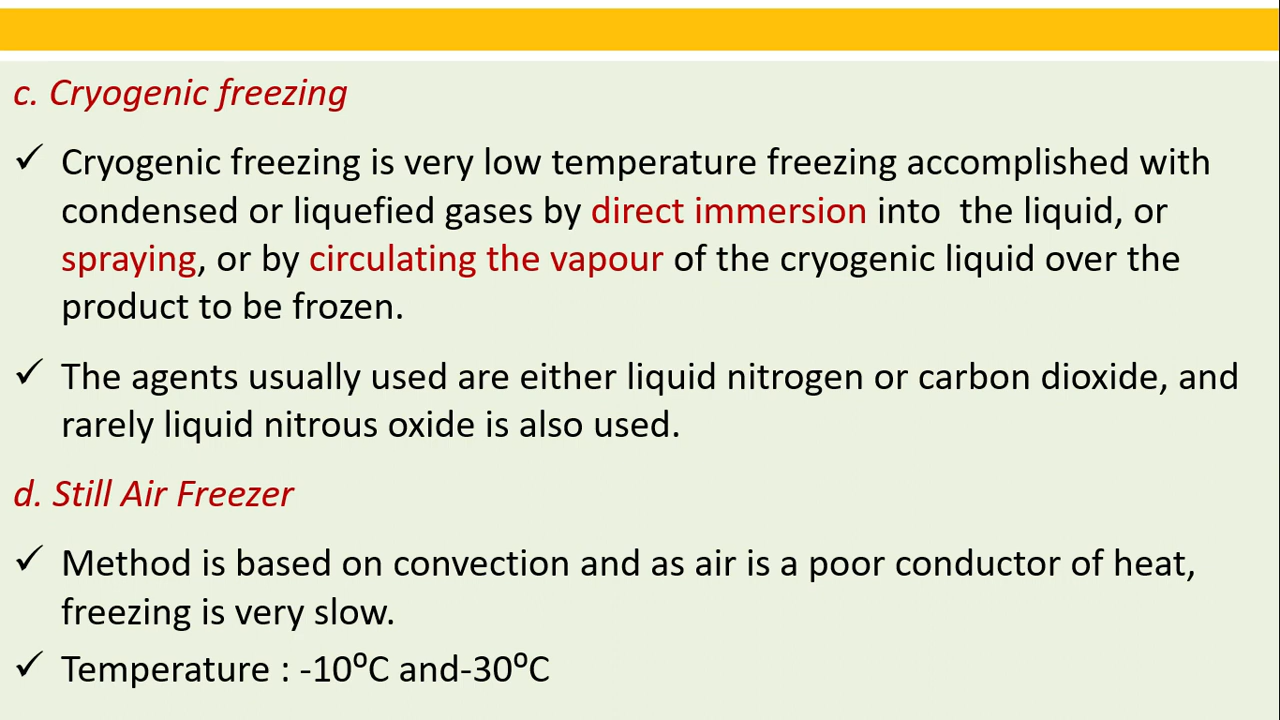 c. Cryogenic freezing
✓ Cryogenic freezing is very low temperature freezing accomplished with
condensed or liquefied gases by direct immersion into  the liquid, or
spraying, or by circulating the vapour of the cryogenic liquid over the
product to be frozen.
✓ The agents usually used are either liquid nitrogen or carbon dioxide, and
rarely liquid nitrous oxide is also used.
d. Still Air Freezer
✓ Method is based on convection and as air is a poor conductor of heat,
freezing is very slow.
✓ Temperature : -10⁰C and-30⁰C